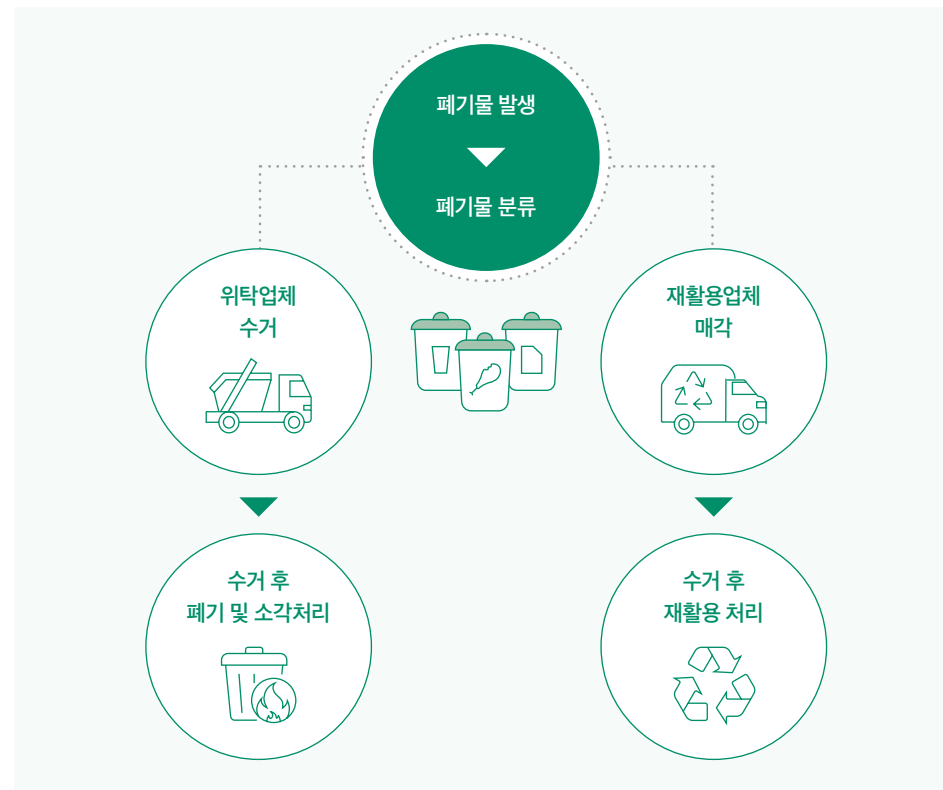 폐기물 발생
폐기물 분류
위탁업체
수거
재활용업체
매각
수거 후
폐기 및 소각처리
수거 후
재활용 처리